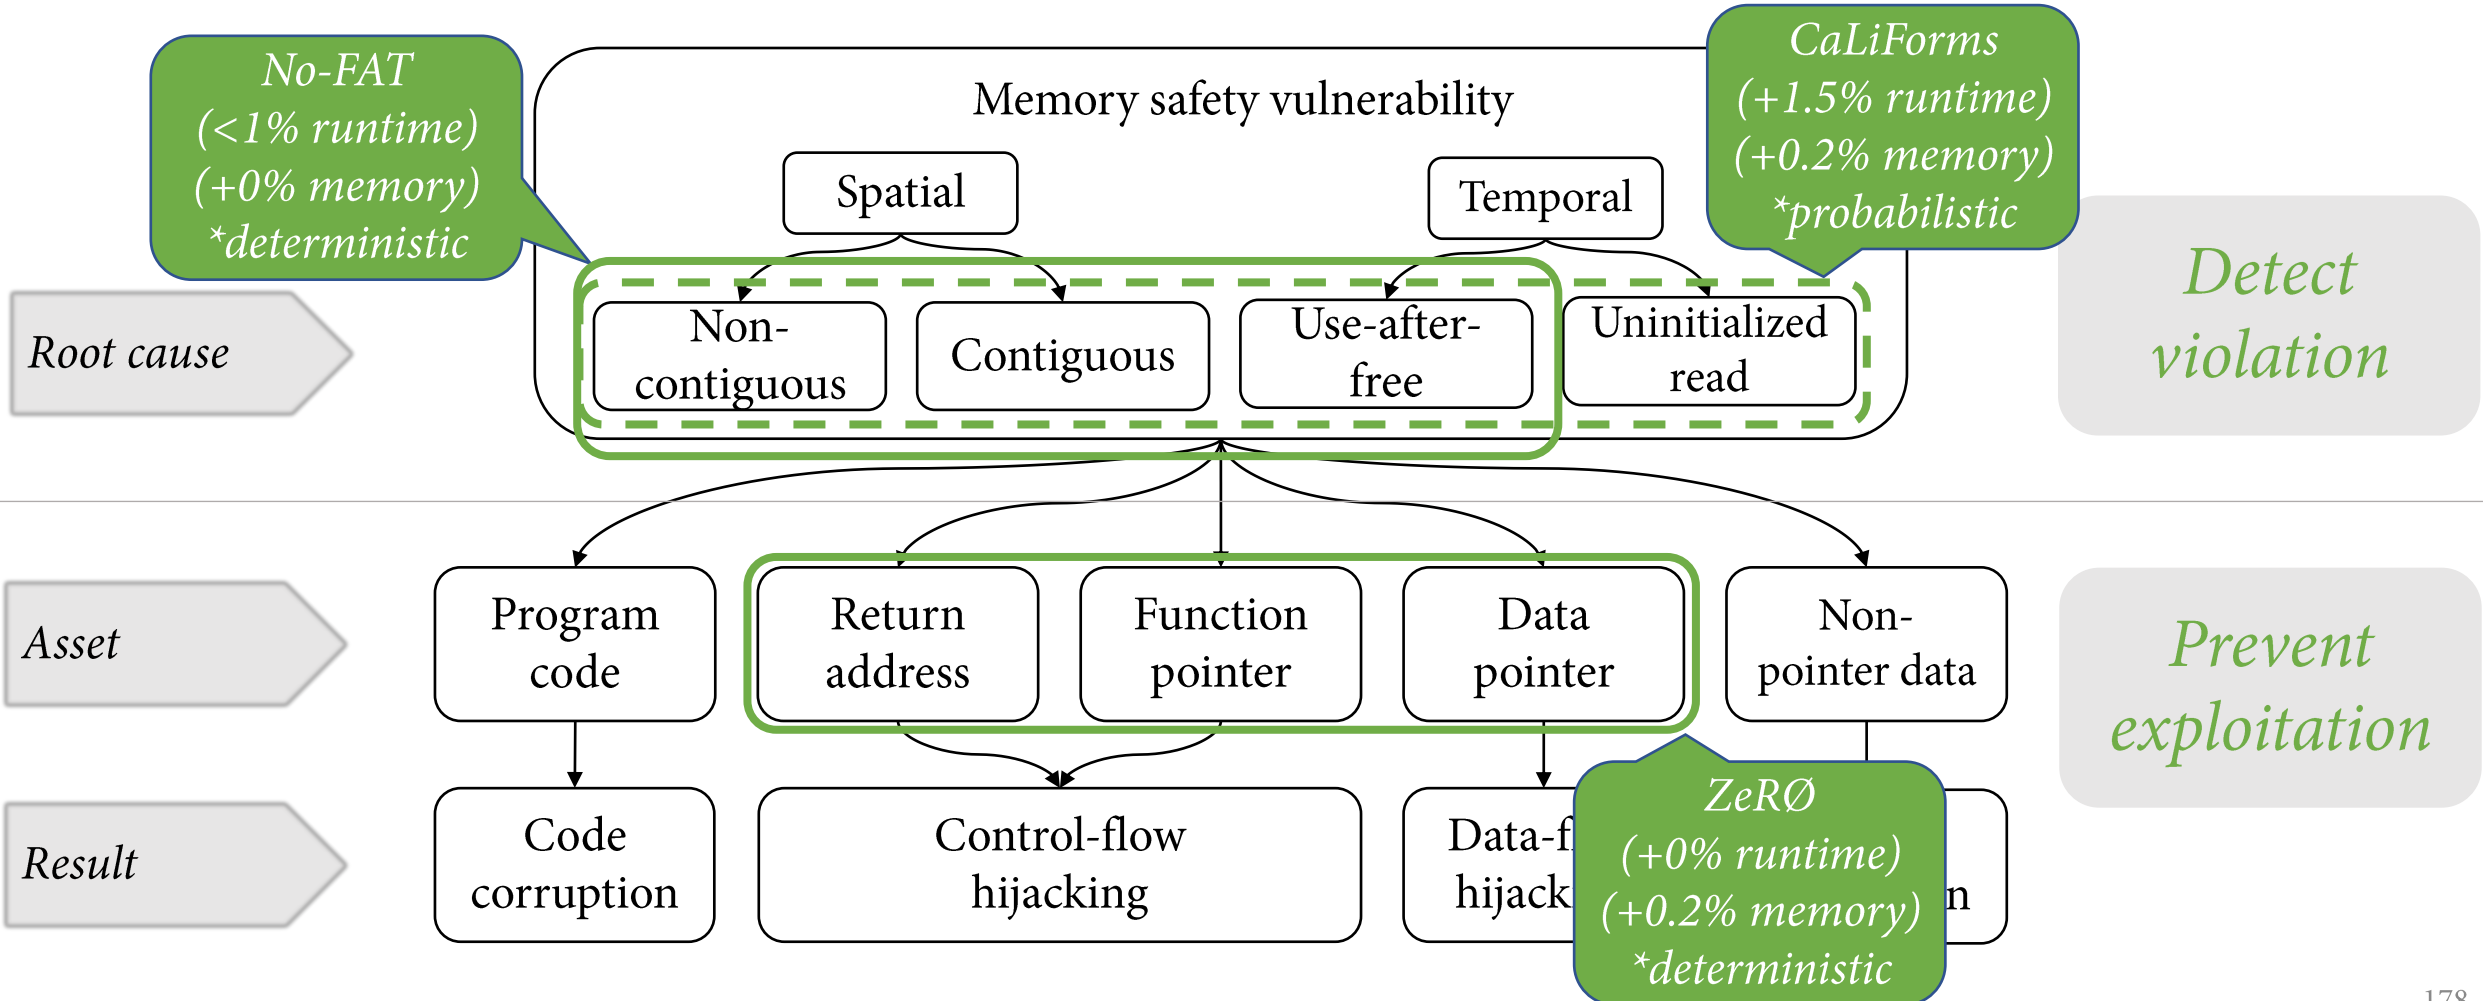 No-FAT
(<1% runtime)
(+0% memory)
*deterministic
Memory safety vulnerability
CaLiForms
(+1.5% runtime)
(+0.2% memory)
*probabilistic
Spatial
Temporal
Detect
violation
Root cause
Non-
contiguous
Contiguous
Use-after-
free
Uninitialized
read
Asset
Program
code
Return
address
Function
pointer
Data
pointer
Non-
pointer data
Prevent
exploitation
Result
Code
corruption
Control-flow
hijacking
ZeRØ
(+0% runtime)
(+0.2% memory)
*deterministic
178